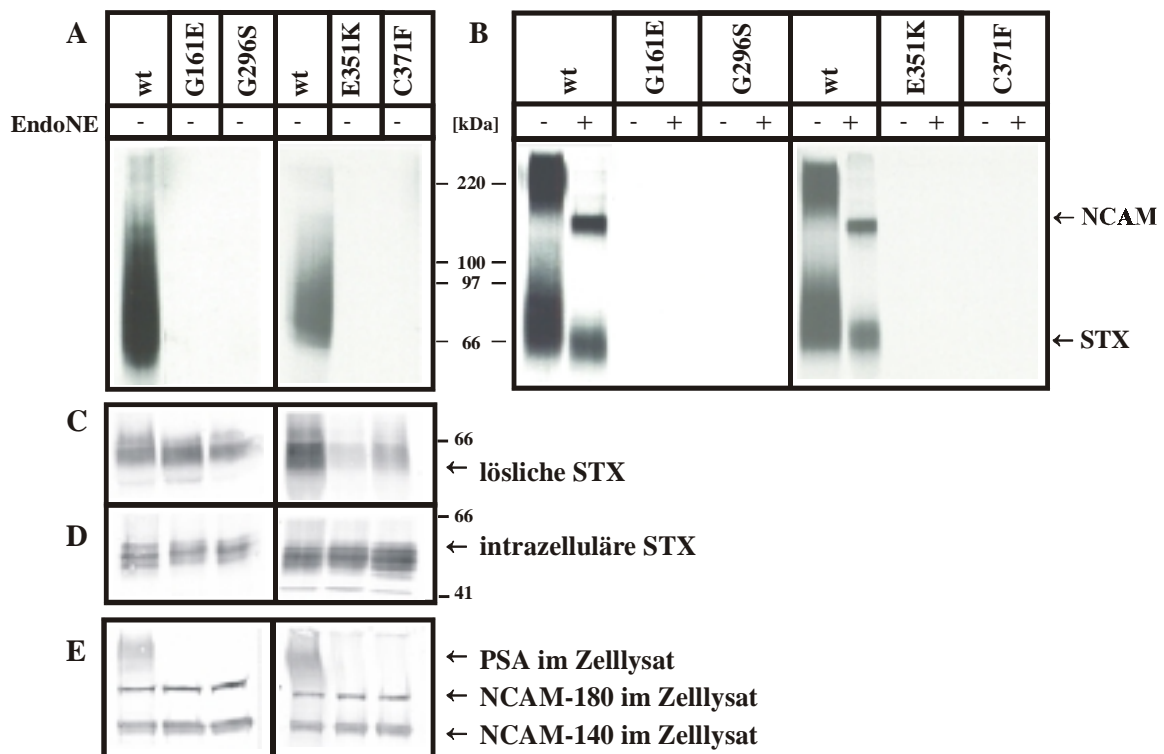 A
wt
G161E
G296S
wt
E351K
C371F
B
wt
G161E
G296S
wt
E351K
C371F
EndoNE
- - - - - -
[kDa]
- + - + - + - + - + - +
220
100
97
66
← NCAM
← STX
C
66
← lösliche STX
D
66
← intrazelluläre STX
41
E
← PSA im Zelllysat
← NCAM-180 im Zelllysat
← NCAM-140 im Zelllysat